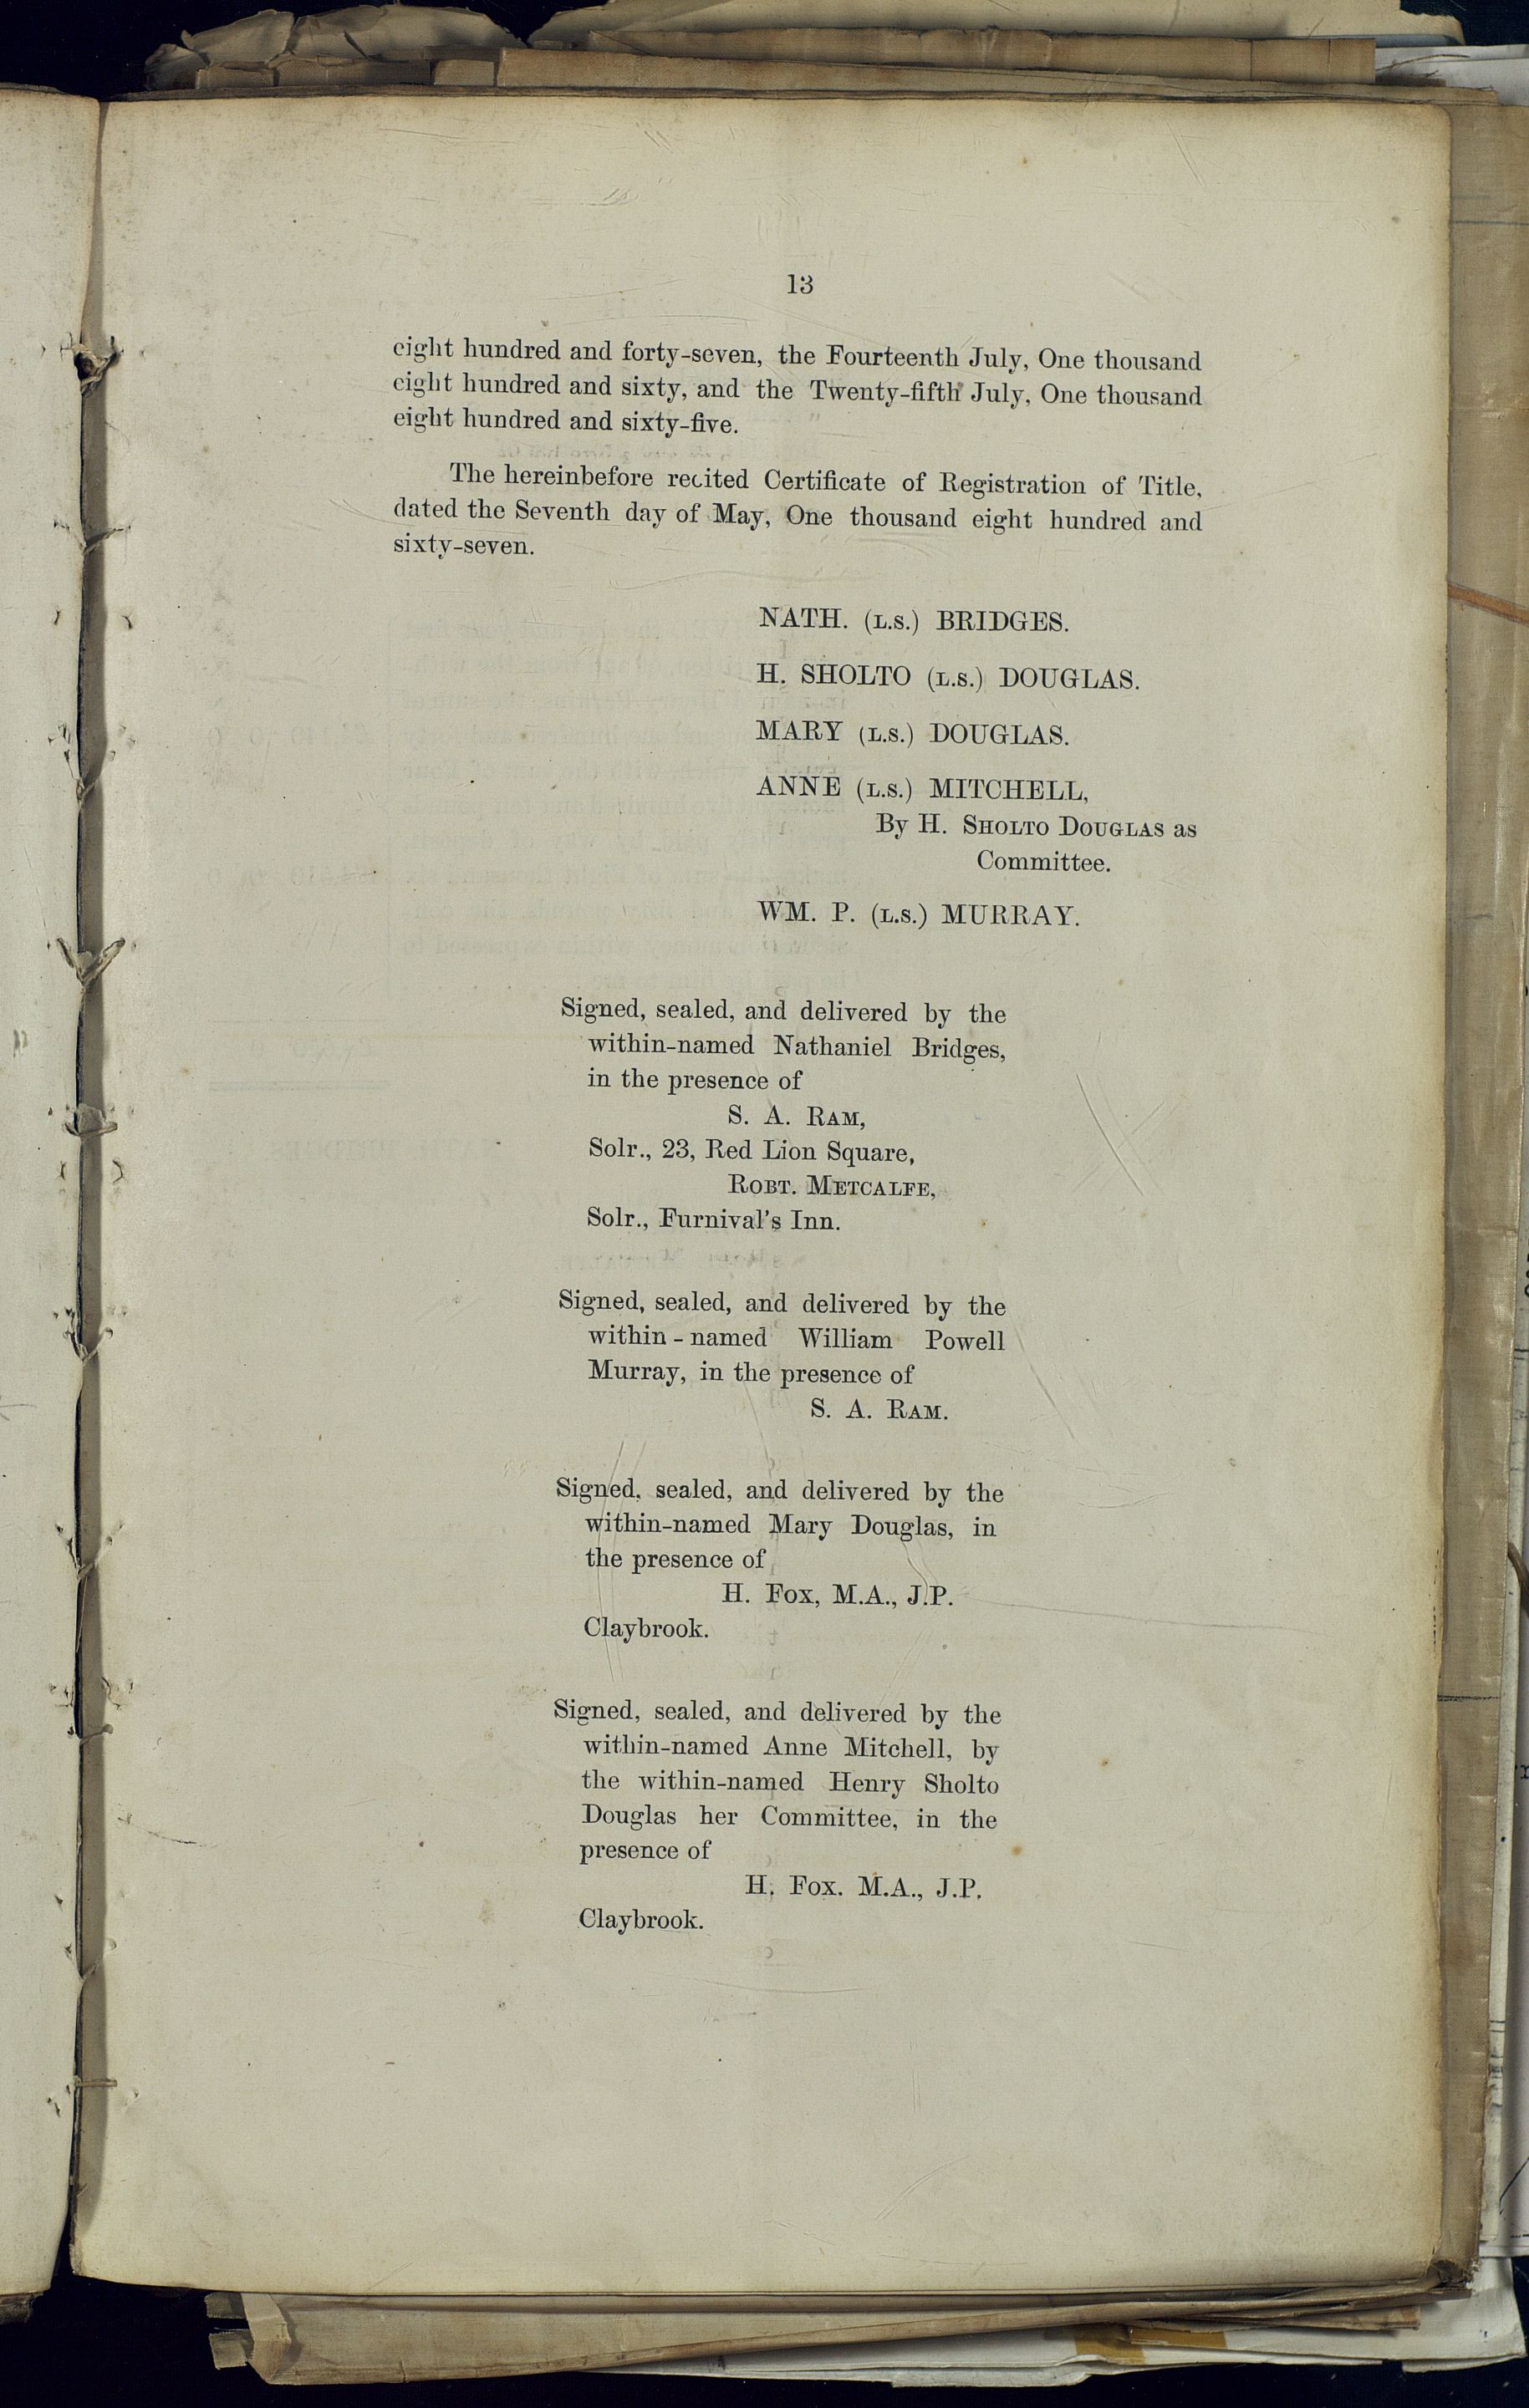 13
eight hundred and forty-seven, the Fourteenth July, One thousand
eight hundred and sixty, and the Twenty-fifth July, One thousand
eight hundred and sixty-five.
The hereinbefore recited Certificate of Registration of Title,
dated the Seventh day of May, One thousand eight hundred and
sixty-seven.
NATH. (L.S.) BRIDGES.
H. SHOLTO (L.S.) DOUGLAS.
MARY (L.S.) DOUGLAS.
ANNE (L.S.) MITCHELL,
By H. SHOLTO DOUGLAS as
Committee.
WM. P. (L.S.) MURRAY.
Signed, sealed, and delivered by the
within-named Nathaniel Bridges,
in the presence of
S. A. RAM,
Solr., 23, Red Lion Square,
ROBT. METCALFE,
Solr., Furnival's Inn.
Signed, sealed, and delivered by the
within-named William Powell
Murray, in the presence of
S. A. RAM.
Signed, sealed, and delivered by the
within-named Mary Douglas, in
the presence of
H. FOX, M.A., J.P.
Claybrook.
Signed, sealed, and delivered by the
within-named Anne Mitchell, by
the within-named Henry Sholto
Douglas her Committee, in the
presence of
H. FOX. M.A., J.P.
Claybrook.